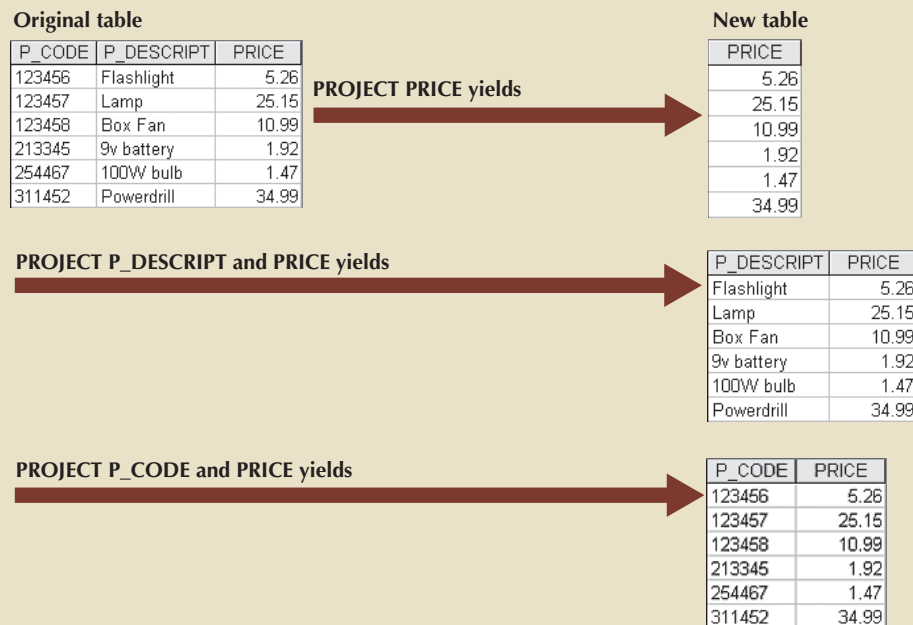 Original table
P_CODE P_DESCRIPT PRICE
123456 Flashlight 5.26
123457 Lamp 25.15
123458 Box Fan 10.99
213345 9v battery 1.92
254467 100W bulb 1.47
311452 Powerdrill 34.99
PROJECT PRICE yields
New table
PRICE
5.26
25.15
10.99
1.92
1.47
34.99
PROJECT P_DESCRIPT and PRICE yields
P_DESCRIPT PRICE
Flashlight 5.26
Lamp 25.15
Box Fan 10.99
9v battery 1.92
100W bulb 1.47
Powerdrill 34.99
PROJECT P_CODE and PRICE yields
P_CODE PRICE
123456 5.26
123457 25.15
123458 10.99
213345 1.92
254467 1.47
311452 34.99